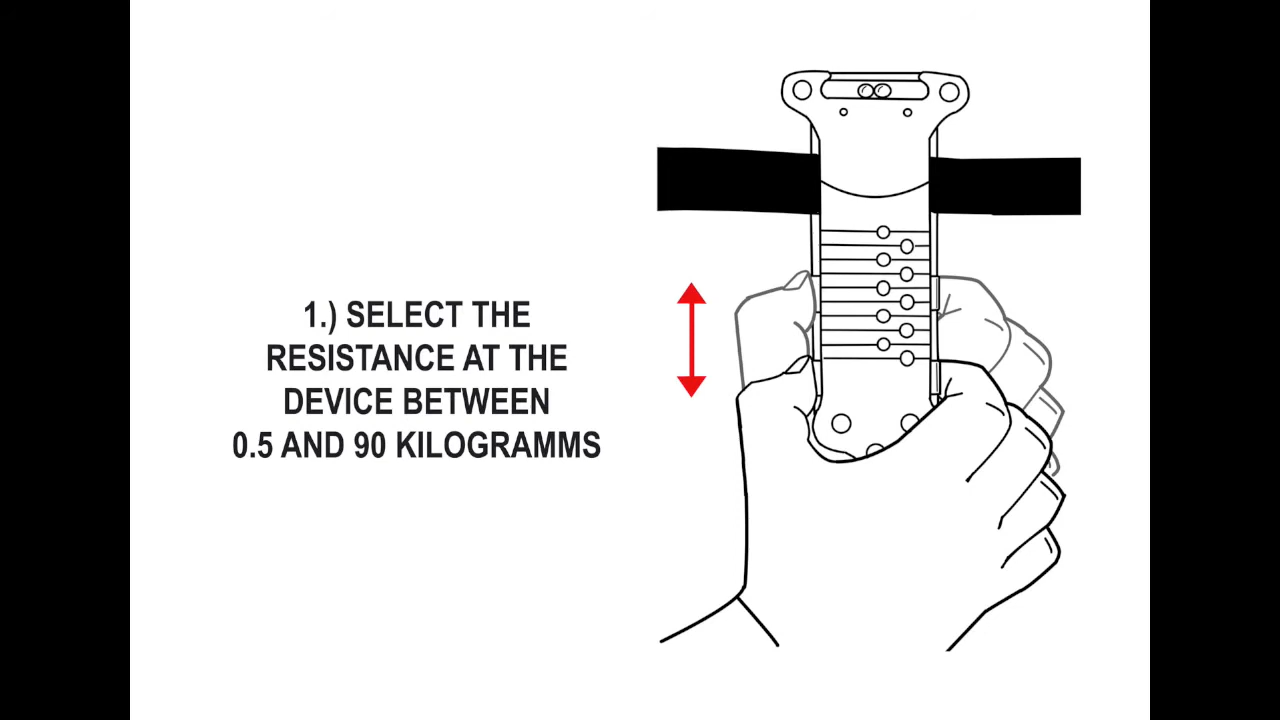 1.) SELECT THE
RESISTANCE AT THE
DEVICE BETWEEN
0.5 AND 90 KILOGRAMMS